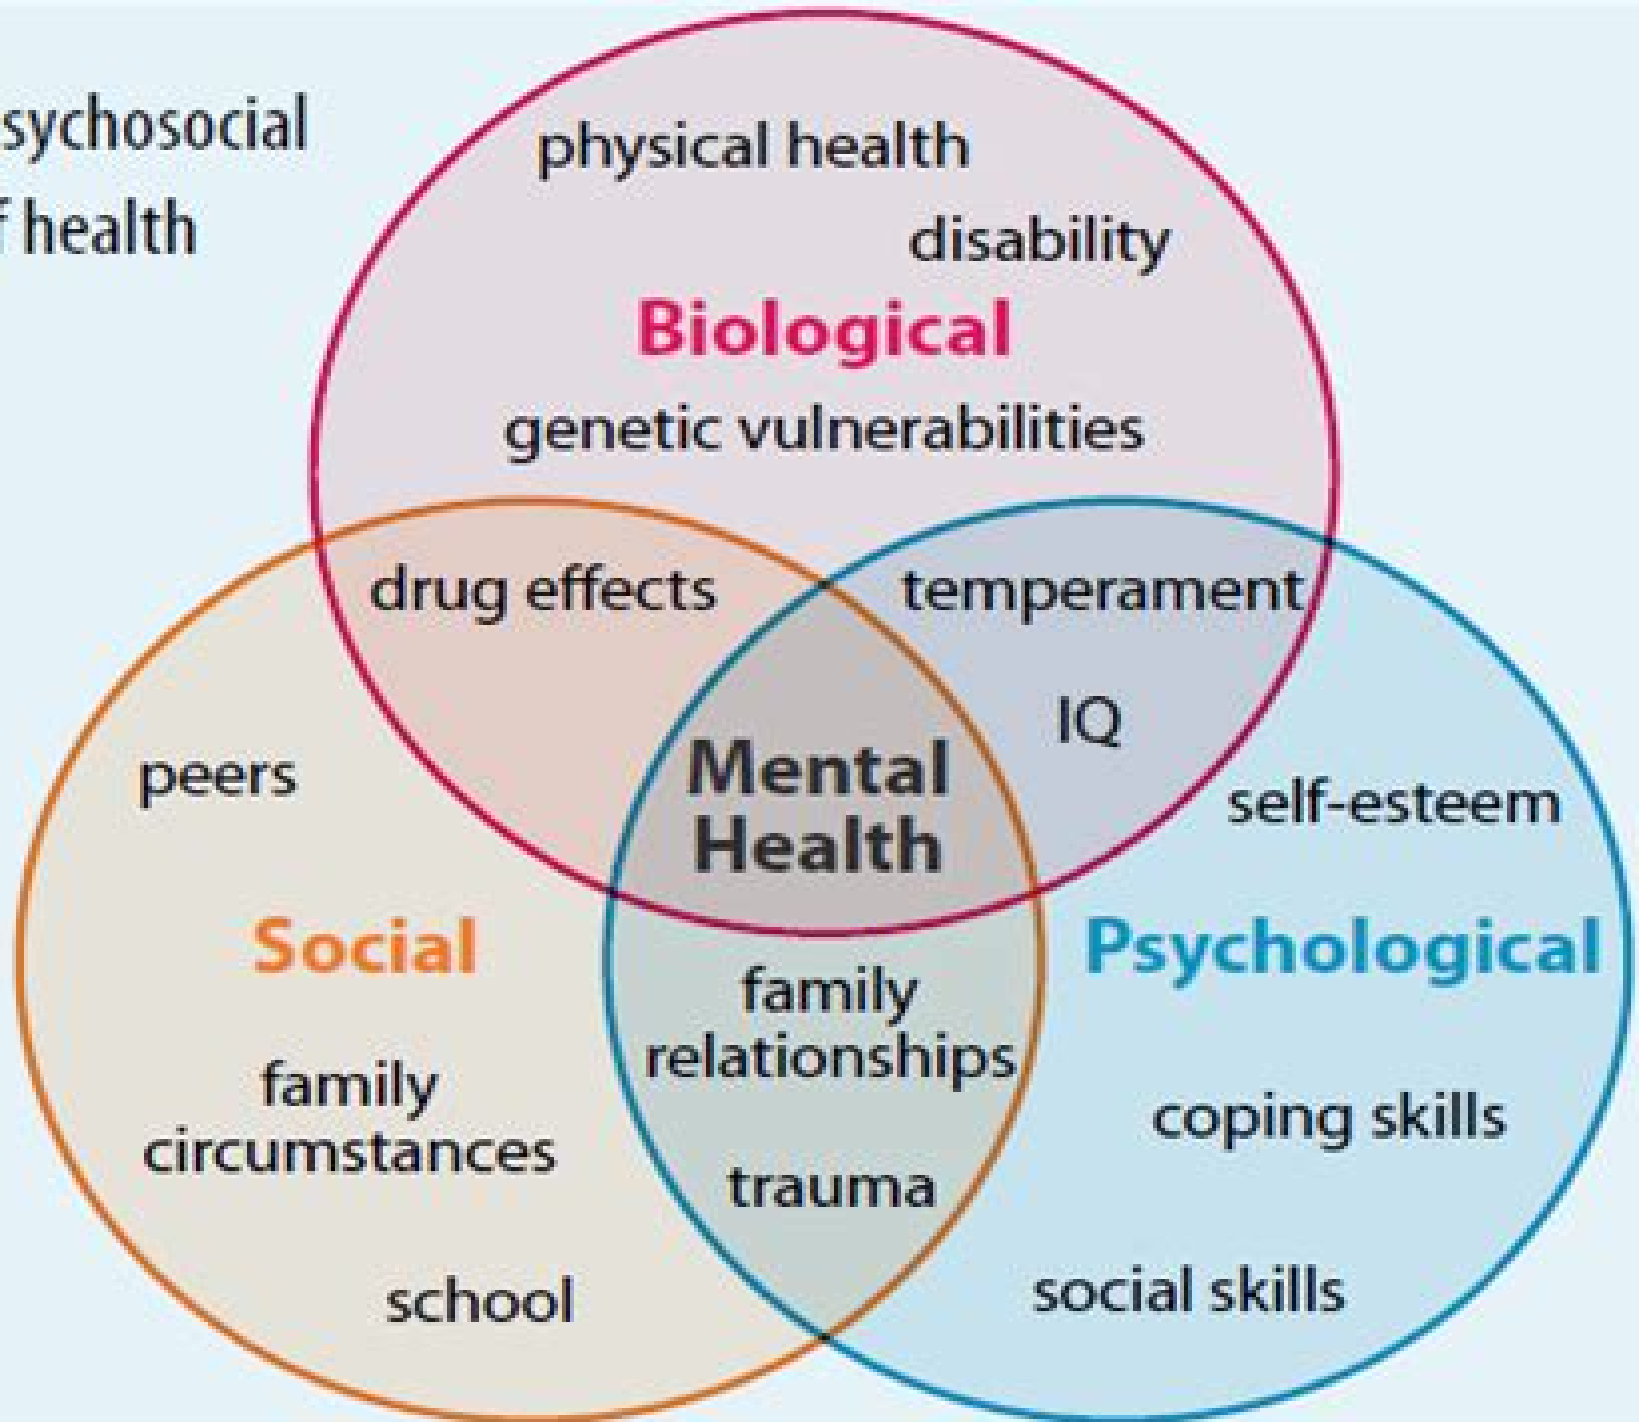 sychosocial
f health
physical health
disability
Biological
genetic vulnerabilities
drug effects
temperament
IQ
peers
Mental
Health
self-esteem
Social
Psychological
family
relationships
family
circumstances
coping skills
trauma
school
social skills